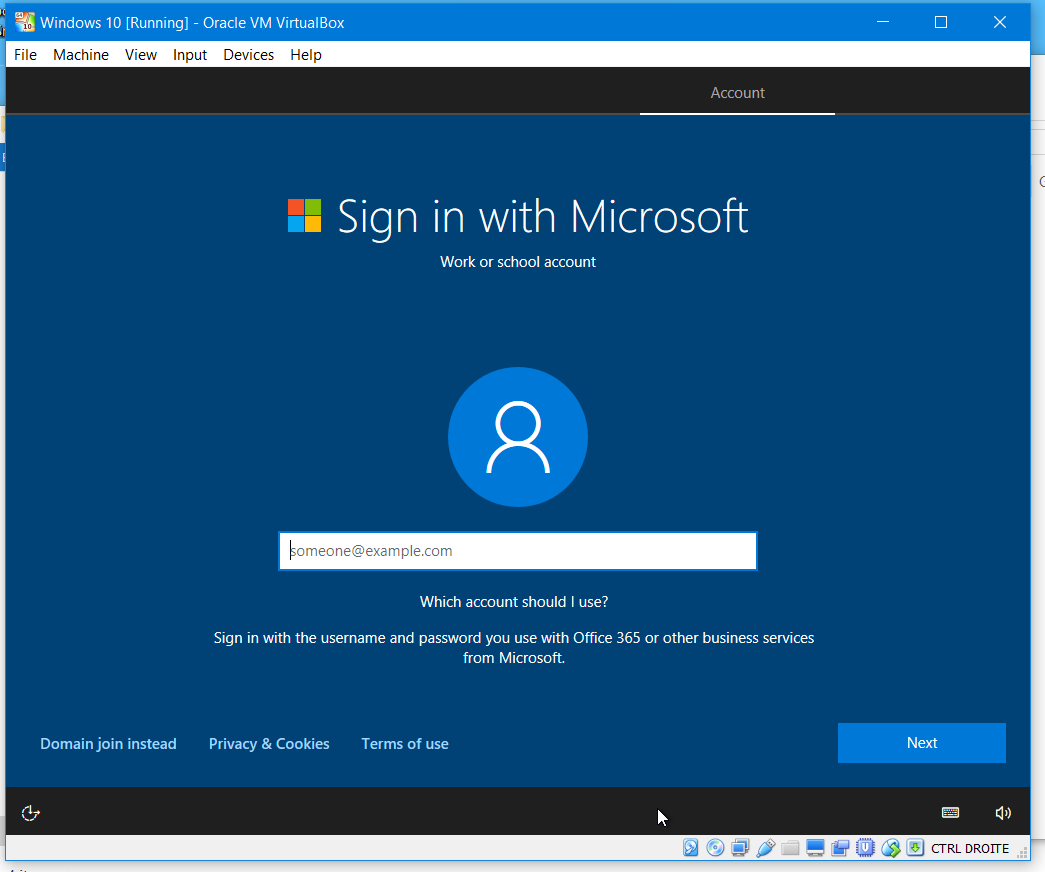 Windows 10 [Running] - Oracle VM VirtualBox
File Machine View Input Devices Help
Account
Sign in with Microsoft
Work or school account
someone@example.com
Which account should I use?
Sign in with the username and password you use with Office 365 or other business services
from Microsoft.
Domain join instead Privacy & Cookies Terms of use Next
CTRL DROITE